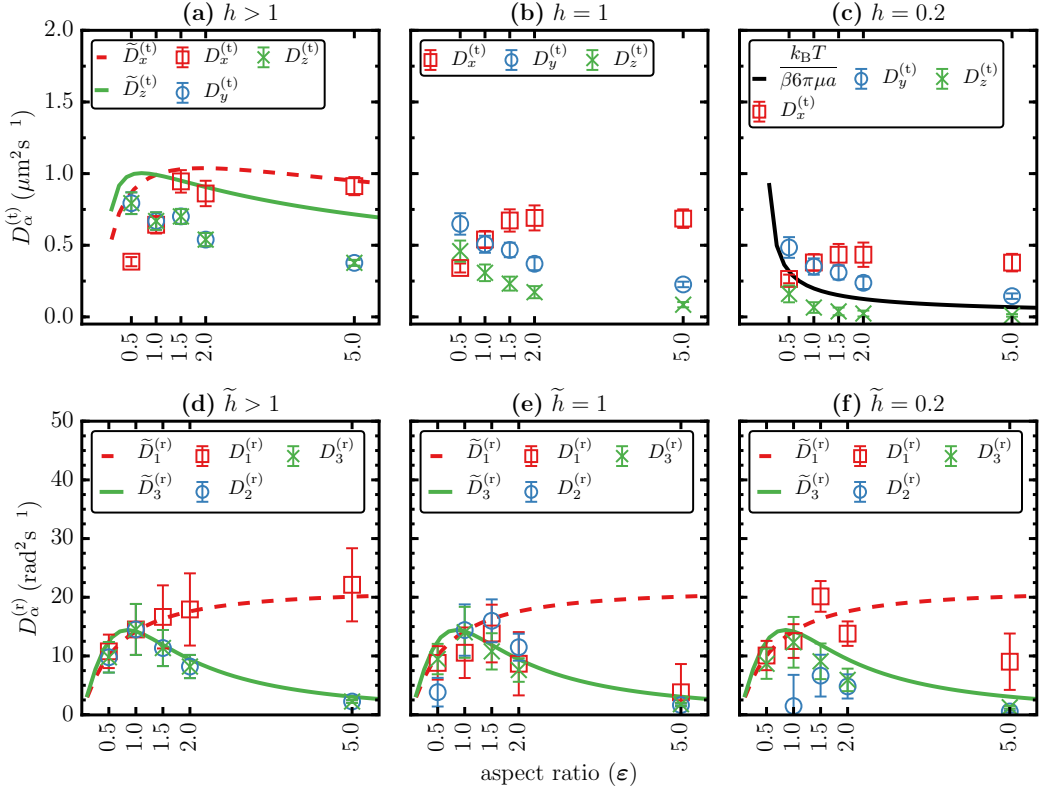 (a) h > 1
(b) h = 1
(c) h = 0.2
D̃_x^(t) D_x^(t) D_z^(t)
D̃_z^(t) D_y^(t)
D_x^(t) D_y^(t) D_z^(t)
k_B T / β6πμa D_y^(t) D_z^(t)
D_x^(t)
D_α^(t) (μm² s⁻¹)
2.0
1.5
1.0
0.5
0.0
0.5 1.0 1.5 2.0 5.0
0.5 1.0 1.5 2.0 5.0
0.5 1.0 1.5 2.0 5.0
(d) h̃ > 1
(e) h̃ = 1
(f) h̃ = 0.2
D̃_1^(r) D_1^(r) D_3^(r)
D̃_3^(r) D_2^(r)
D̃_1^(r) D_1^(r) D_3^(r)
D̃_3^(r) D_2^(r)
D̃_1^(r) D_1^(r) D_3^(r)
D̃_3^(r) D_2^(r)
D_α^(r) (rad² s⁻¹)
50
40
30
20
10
0
0.5 1.0 1.5 2.0 5.0
0.5 1.0 1.5 2.0 5.0
0.5 1.0 1.5 2.0 5.0
aspect ratio (ε)